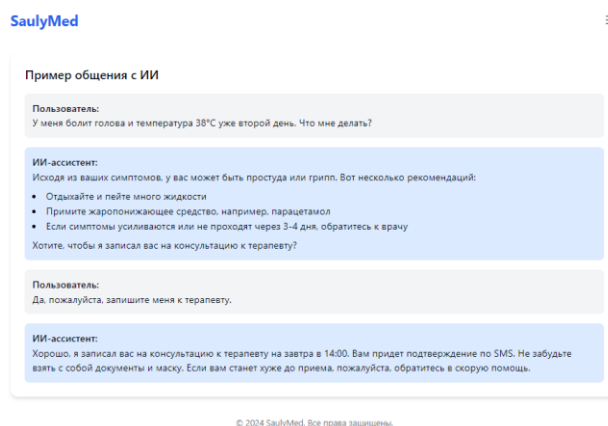 SaulyMed
Пример общения с ИИ
Пользователь:
У меня болит голова и температура 38°C уже второй день. Что мне делать?
ИИ-ассистент:
Исходя из ваших симптомов, у вас может быть простуда или грипп. Вот несколько рекомендаций:
• Отдыхайте и пейте много жидкости
• Примите жаропонижающее средство, например, парацетамол
• Если симптомы усиливаются или не проходят через 3-4 дня, обратитесь к врачу
Хотите, чтобы я записал вас на консультацию к терапевту?
Пользователь:
Да, пожалуйста, запишите меня к терапевту.
ИИ-ассистент:
Хорошо, я записал вас на консультацию к терапевту на завтра в 14:00. Вам придет подтверждение по SMS. Не забудьте
взять с собой документы и маску. Если вам станет хуже до приема, пожалуйста, обратитесь в скорую помощь.
© 2024 SaulyMed. Все права защищены.